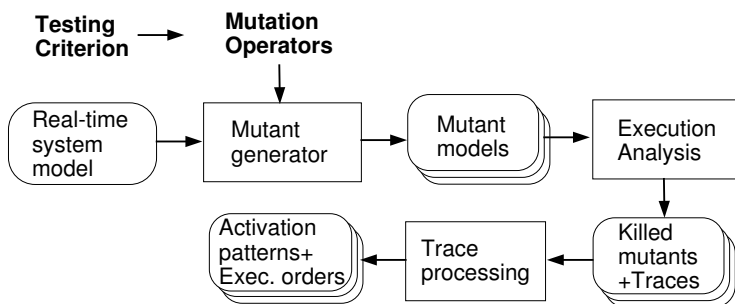 Testing
Criterion
Mutation
Operators
Real-time
system
model
Mutant
generator
Mutant
models
Execution
Analysis
Activation
patterns+
Exec. orders
Trace
processing
Killed
mutants
+Traces